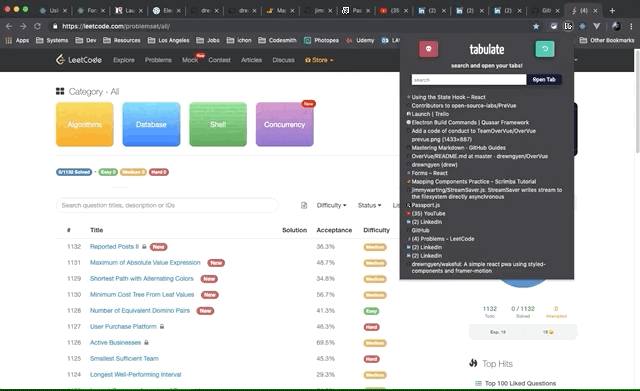 Usi
For
Lau
Ele
dre
dre
jimr
Pas
(35)
(2)
(2)
(2)
Gith
(4)
https://leetcode.com/problemset/all/
Apps
Systems
Dev
Resources
Los Angeles
Jobs
ichon
Codesmith
Photopea
Udemy
Other Bookmarks
LeetCode
Explore
Problems
Mock
New
Contest
Articles
Discuss
Store
Category - All
Algorithms
Database
Shell
Concurrency
New
0/1132 Solved - Easy 0 Medium 0 Hard 0
Search question titles, description or IDs
Difficulty
Status
# Title Solution Acceptance Difficulty
1132 Reported Posts II New 36.3% Medium
1131 Maximum of Absolute Value Expression New 48.7% Medium
1129 Shortest Path with Alternating Colors New 34.8% Medium
1130 Minimum Cost Tree From Leaf Values New 56.7% Medium
1128 Number of Equivalent Domino Pairs New 41.3% Easy
1127 User Purchase Platform 46.3% Hard
1126 Active Businesses 69.5% Medium
1125 Smallest Sufficient Team 45.3% Hard
1124 Longest Well-Performing Interval 29.3% Medium
tabulate
search and open your tabs!
search
Open Tab
Using the State Hook – React
Contributors to open-source-labs/PreVue
Launch | Trello
Electron Build Commands | Quasar Framework
Add a code of conduct to TeamOverVue/OverVue
prevue.png (1433×887)
Mastering Markdown · GitHub Guides
OverVue/README.md at master · drewngyen/OverVue
drewngyen (drew)
Forms – React
Mapping Components Practice - Scrimba Tutorial
jimmywarting/StreamSaver.js: StreamSaver writes stream to
the filesystem directly asynchronous
Passport.js
(35) YouTube
(2) LinkedIn
GitHub
(4) Problems - LeetCode
(2) LinkedIn
(2) LinkedIn
drewngyen/wakeful: A simple react pwa using styled-
components and framer-motion
1132
Todo
0 / 1132
Solved
0
Attempted
Top Hits
Top 100 Liked Questions